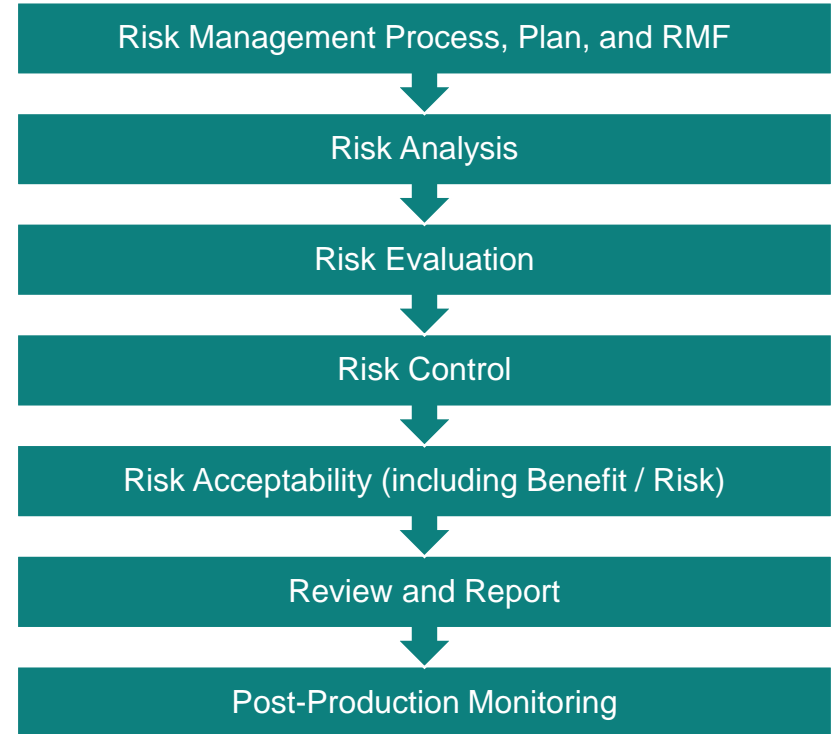 Risk Management Process, Plan, and RMF
Risk Analysis
Risk Evaluation
Risk Control
Risk Acceptability (including Benefit / Risk)
Review and Report
Post-Production Monitoring